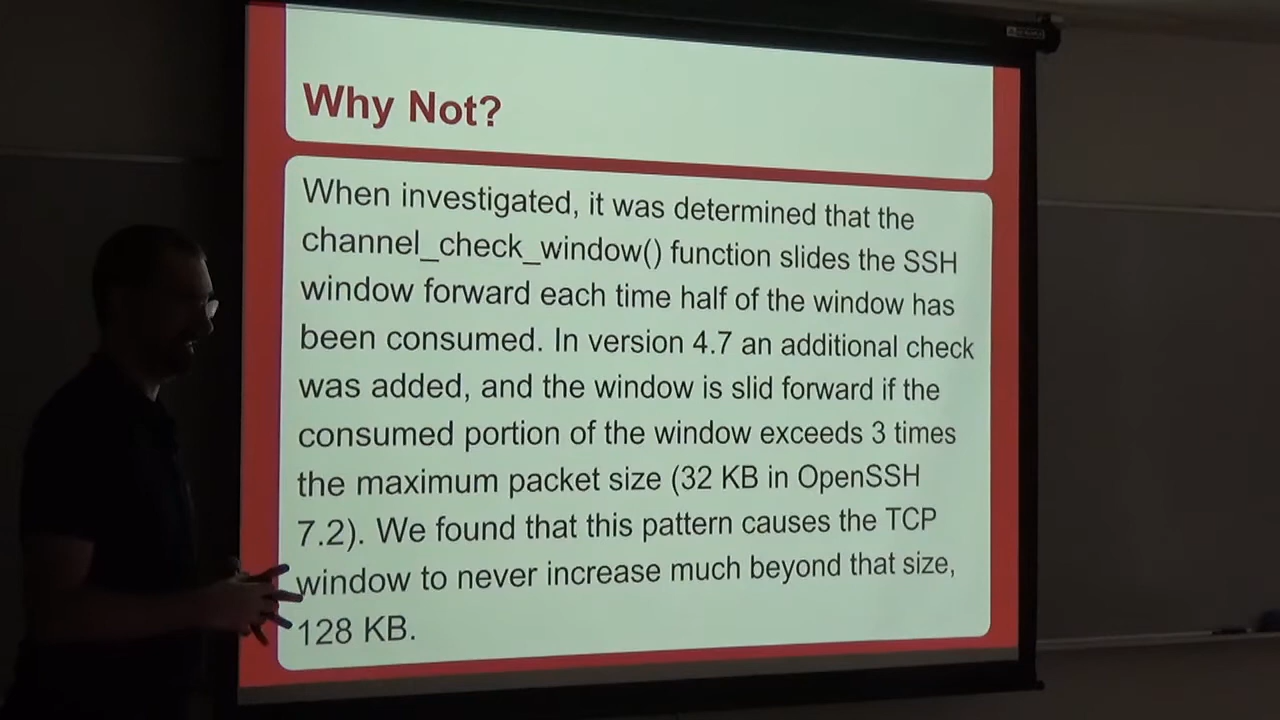 Why Not?
When investigated, it was determined that the
channel_check_window() function slides the SSH
window forward each time half of the window has
been consumed. In version 4.7 an additional check
was added, and the window is slid forward if the
consumed portion of the window exceeds 3 times
the maximum packet size (32 KB in OpenSSH
7.2). We found that this pattern causes the TCP
window to never increase much beyond that size,
128 KB.